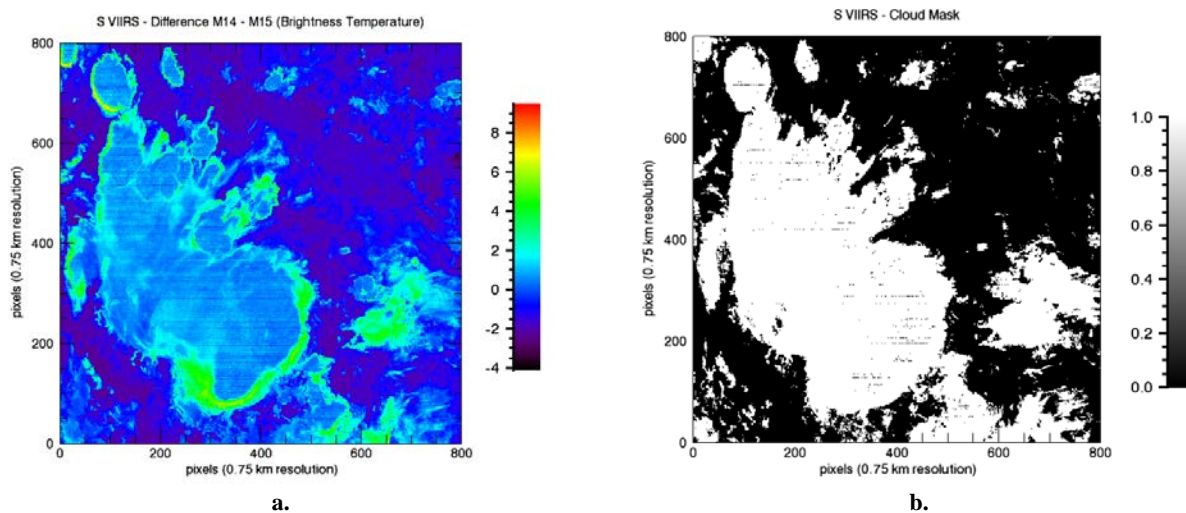 S VIIRS - Difference M14 - M15 (Brightness Temperature)
800
600
400
200
0
pixels (0.75 km resolution)
0 200 400 600 800
pixels (0.75 km resolution)
8
6
4
2
0
-2
-4
a.
S VIIRS - Cloud Mask
800
600
400
200
0
pixels (0.75 km resolution)
0 200 400 600 800
pixels (0.75 km resolution)
1.0
0.8
0.6
0.4
0.2
0.0
b.